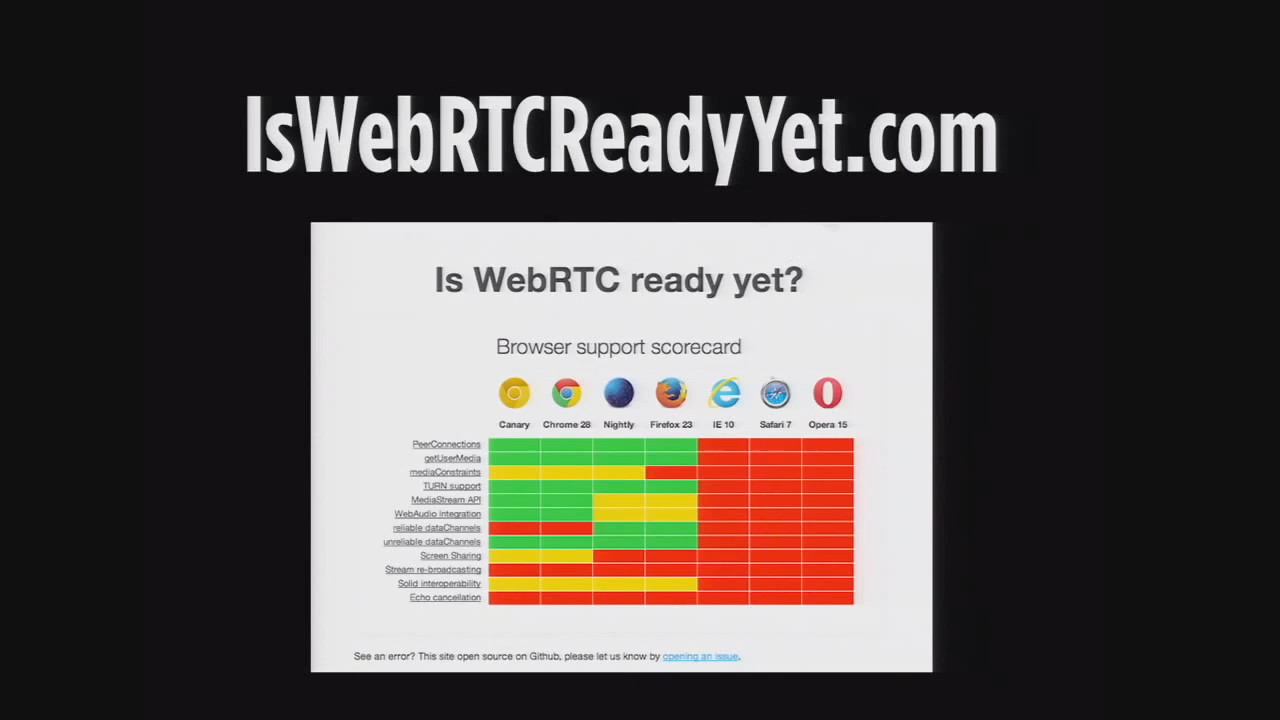 IsWebRTCReadyYet.com
Is WebRTC ready yet?
Browser support scorecard
Canary Chrome 28 Nightly Firefox 23 IE 10 Safari 7 Opera 15
PeerConnections
getUserMedia
mediaConstraints
TURN support
MediaStream API
WebAudio Integration
reliable dataChannels
unreliable dataChannels
Screen Sharing
Stream re-broadcasting
Solid interoperability
Echo cancellation
See an error? This site open source on Github, please let us know by opening an issue.